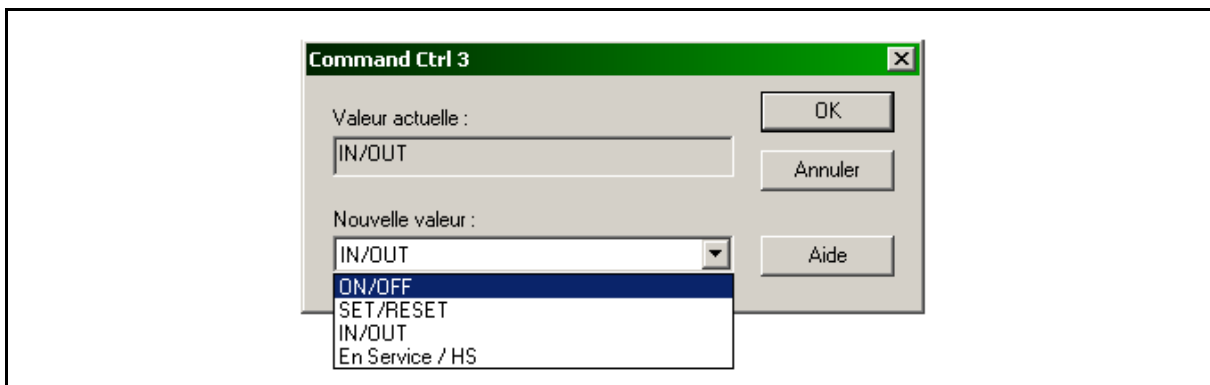 Command Ctrl 3
Valeur actuelle :
OK
IN/OUT
Annuler
Nouvelle valeur :
IN/OUT
Aide
ON/OFF
SET/RESET
IN/OUT
En Service / HS